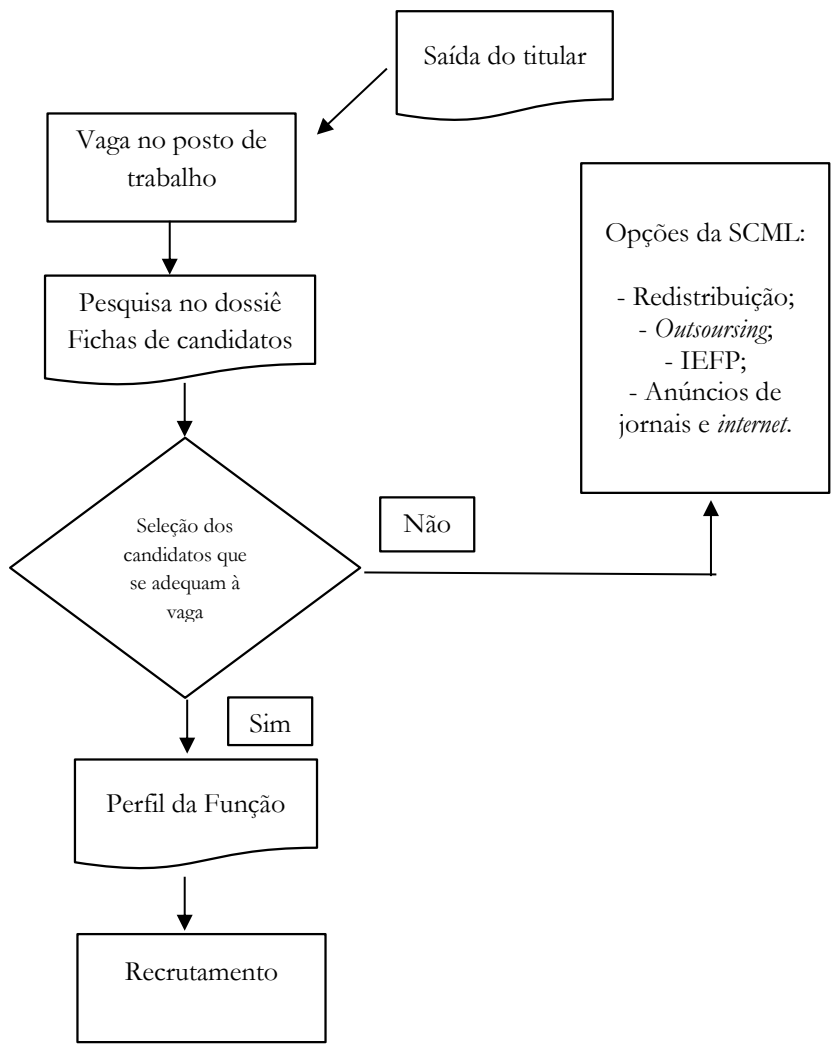 Saída do titular
Vaga no posto de
trabalho
Pesquisa no dossiê
Fichas de candidatos
Opções da SCML:
- Redistribuição;
- Outsoursing;
- IEFP;
- Anúncios de
jornais e internet.
Seleção dos
candidatos que
se adequam à
vaga
Não
Sim
Perfil da Função
Recrutamento